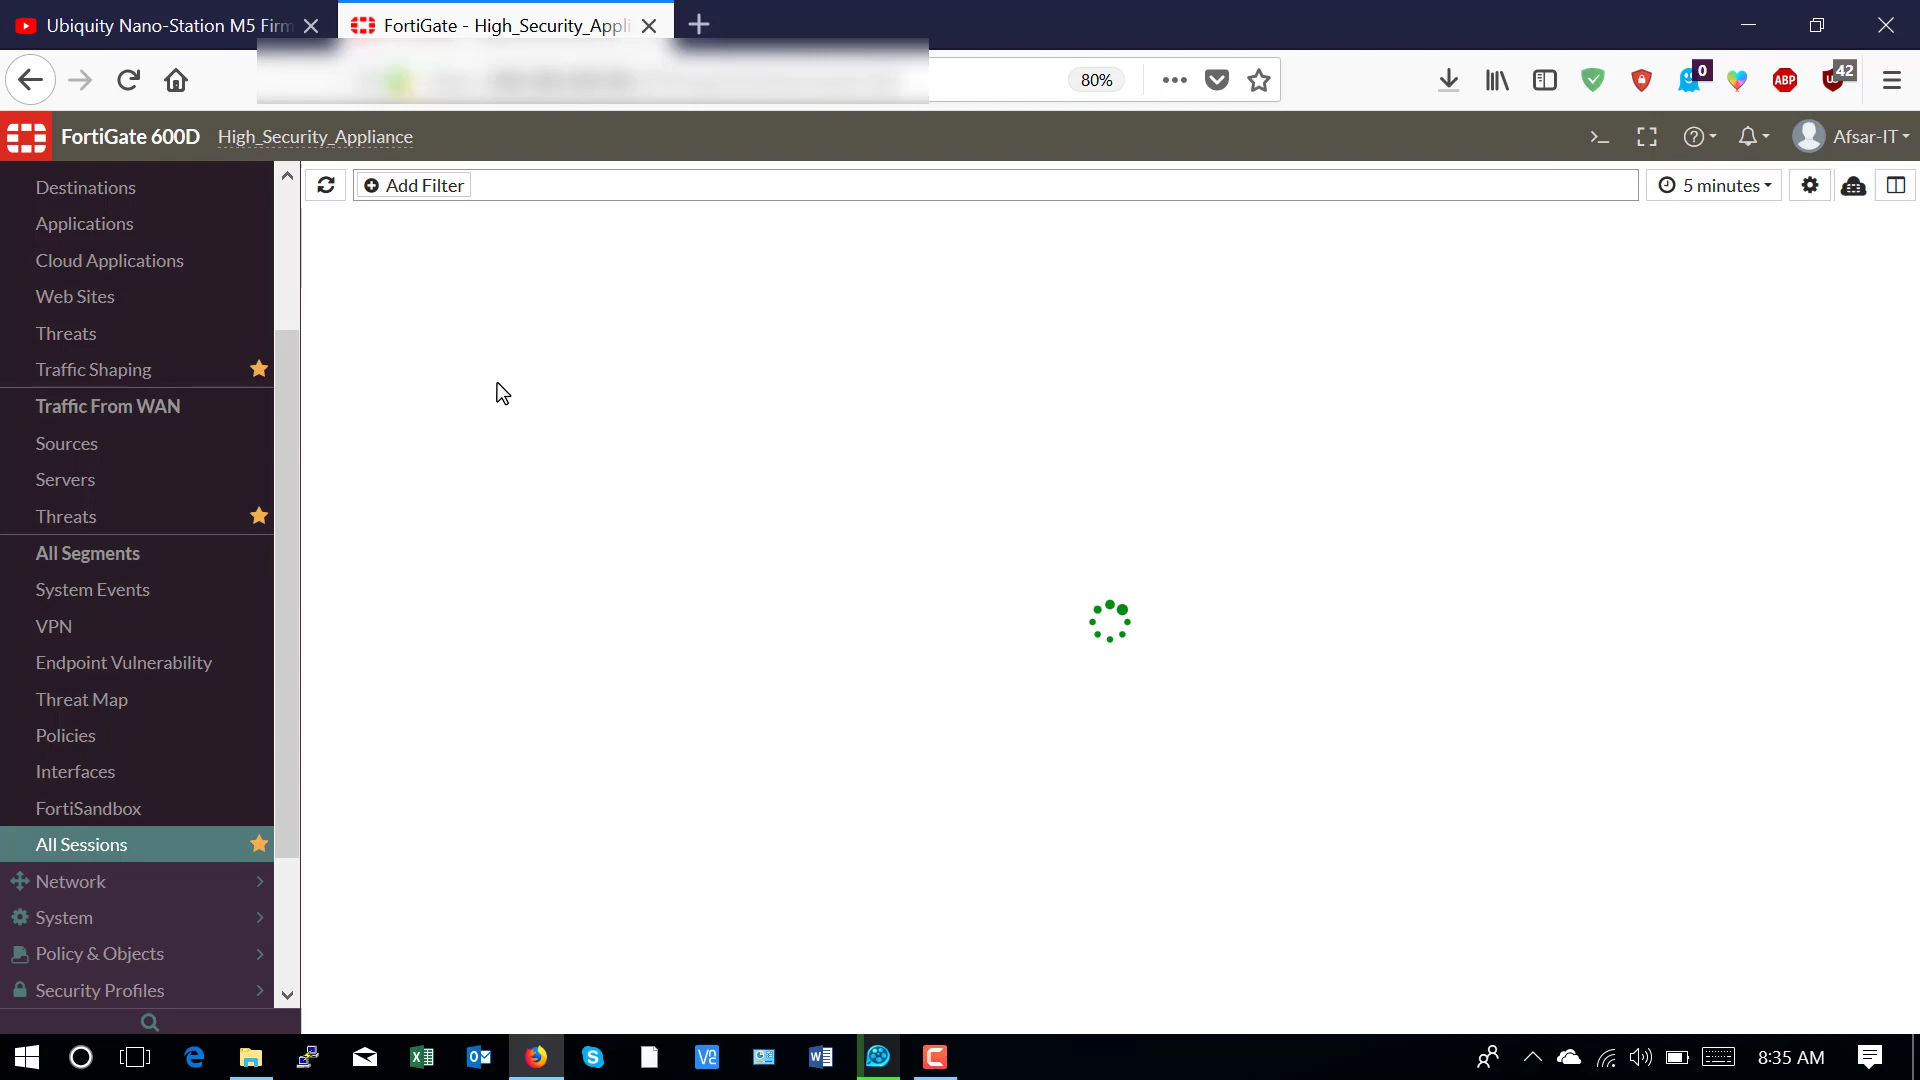 Ubiquity Nano-Station M5 Firm
FortiGate - High_Security_Appli
80%
0
ABP
42
FortiGate 600D
High_Security_Appliance
Afsar-IT
Destinations
Applications
Cloud Applications
Web Sites
Threats
Traffic Shaping
Traffic From WAN
Sources
Servers
Threats
All Segments
System Events
VPN
Endpoint Vulnerability
Threat Map
Policies
Interfaces
FortiSandbox
All Sessions
Network
System
Policy & Objects
Security Profiles
Add Filter
5 minutes
8:35 AM